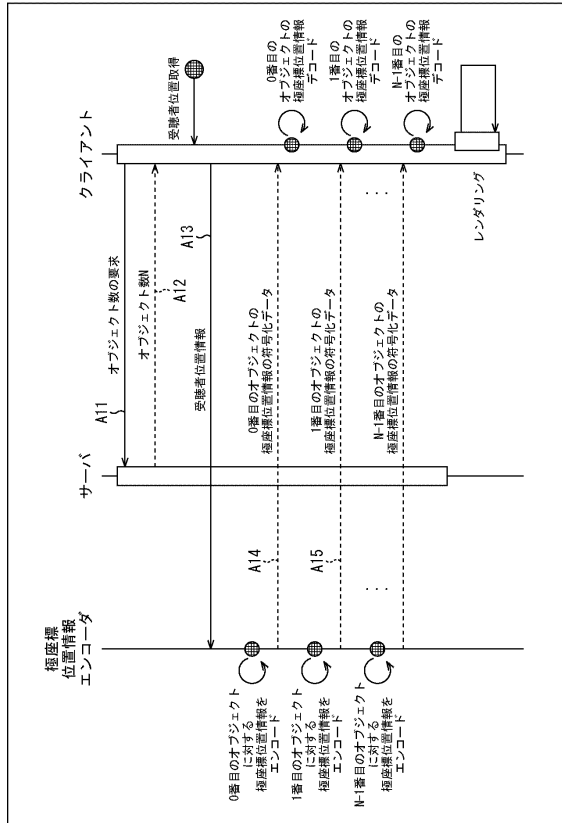 極座標
位置情報
エンコーダ
サーバ
クライアント
A11
オブジェクト数の要求
オブジェクト数N
A12
受聴者位置取得
受聴者位置情報
A13
0番目のオブジェクト
に対する
極座標位置情報を
エンコード
A14
0番目のオブジェクトの
極座標位置情報の符号化データ
0番目の
オブジェクトの
極座標位置情報
デコード
1番目のオブジェクト
に対する
極座標位置情報を
エンコード
A15
1番目のオブジェクトの
極座標位置情報の符号化データ
1番目の
オブジェクトの
極座標位置情報
デコード
N-1番目のオブジェクト
に対する
極座標位置情報を
エンコード
...
N-1番目のオブジェクトの
極座標位置情報の符号化データ
...
N-1番目の
オブジェクトの
極座標位置情報
デコード
レンダリング